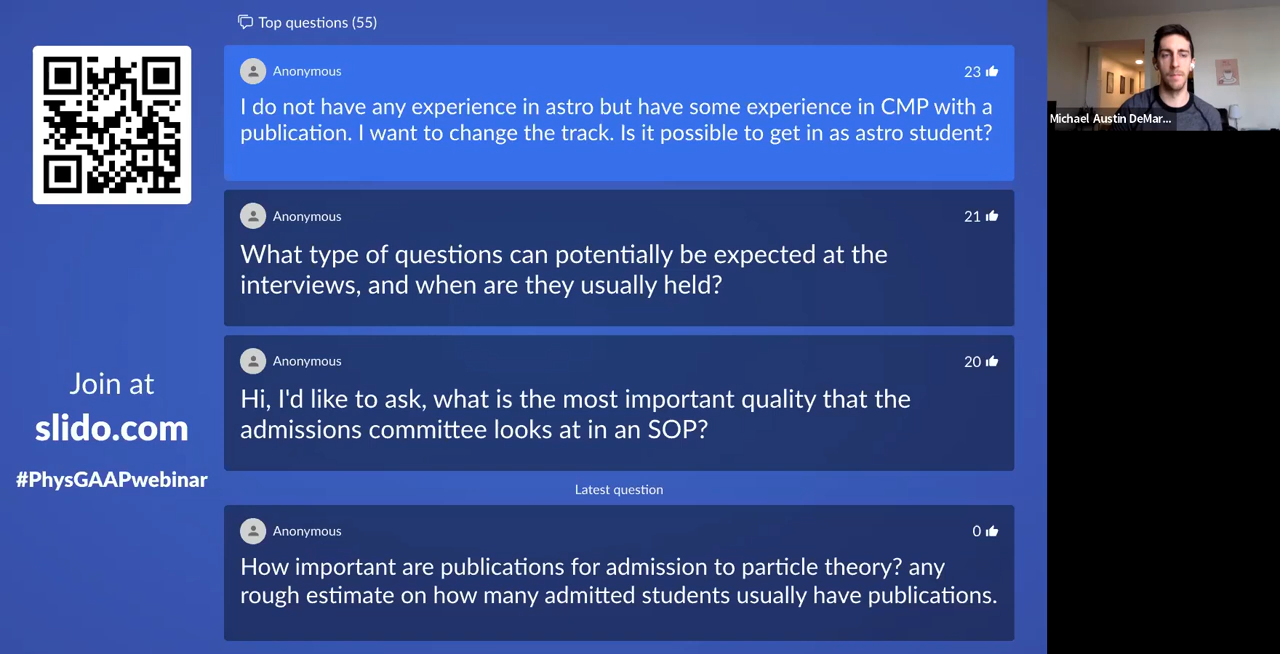 Top questions (55)
Anonymous
23
I do not have any experience in astro but have some experience in CMP with a
publication. I want to change the track. Is it possible to get in as astro student?
Anonymous
21
What type of questions can potentially be expected at the
interviews, and when are they usually held?
Anonymous
20
Hi, I'd like to ask, what is the most important quality that the
admissions committee looks at in an SOP?
Latest question
Anonymous
0
How important are publications for admission to particle theory? any
rough estimate on how many admitted students usually have publications.
Join at
slido.com
#PhysGAAPwebinar
Michael Austin DeMar...